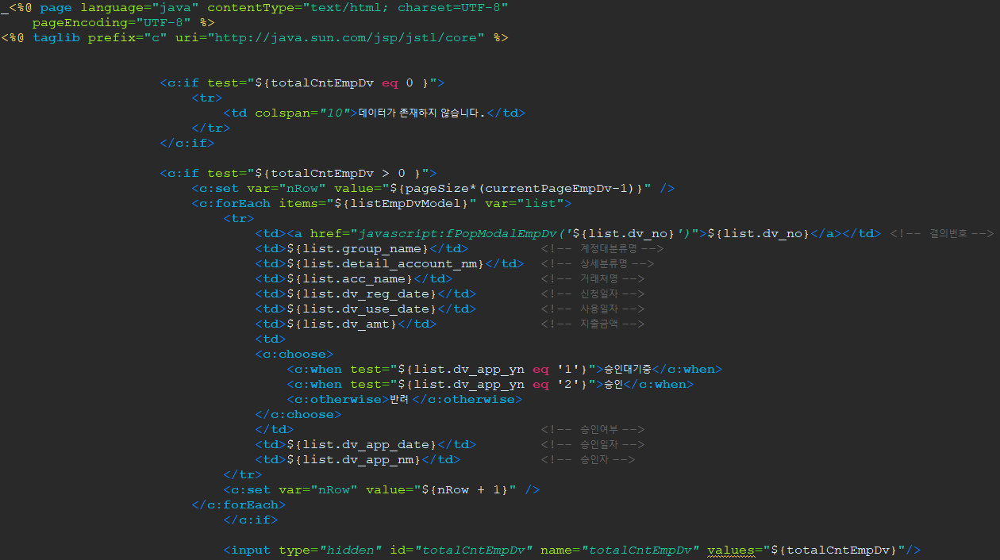 _<%@ page language="java" contentType="text/html; charset=UTF-8"
    pageEncoding="UTF-8" %>
<%@ taglib prefix="c" uri="http://java.sun.com/jsp/jstl/core" %>
<c:if test="${totalCntEmpDv eq 0 }">
<tr>
<td colspan="10">데이터가 존재하지 않습니다.</td>
</tr>
</c:if>
<c:if test="${totalCntEmpDv > 0 }">
<c:set var="nRow" value="${pageSize*(currentPageEmpDv-1)}" />
<c:forEach items="${listEmpDvModel}" var="list">
<tr>
<td><a href="javascript:fPopModalEmpDv('${list.dv_no}')">${list.dv_no}</a></td> <!-- 결의번호 -->
<td>${list.group_name}</td> <!-- 계정대분류명 -->
<td>${list.detail_account_nm}</td> <!-- 상세분류명 -->
<td>${list.acc_name}</td> <!-- 거래처명 -->
<td>${list.dv_reg_date}</td> <!-- 신청일자 -->
<td>${list.dv_use_date}</td> <!-- 사용일자 -->
<td>${list.dv_amt}</td> <!-- 지출금액 -->
<td>
<c:choose>
<c:when test="${list.dv_app_yn eq '1'}">승인대기중</c:when>
<c:when test="${list.dv_app_yn eq '2'}">승인</c:when>
<c:otherwise>반려 </c:otherwise>
</c:choose>
</td> <!-- 승인여부 -->
<td>${list.dv_app_date}</td> <!-- 승인일자 -->
<td>${list.dv_app_nm}</td> <!-- 승인자 -->
</tr>
<c:set var="nRow" value="${nRow + 1}" />
</c:forEach>
</c:if>
<input type="hidden" id="totalCntEmpDv" name="totalCntEmpDv" values="${totalCntEmpDv}"/>